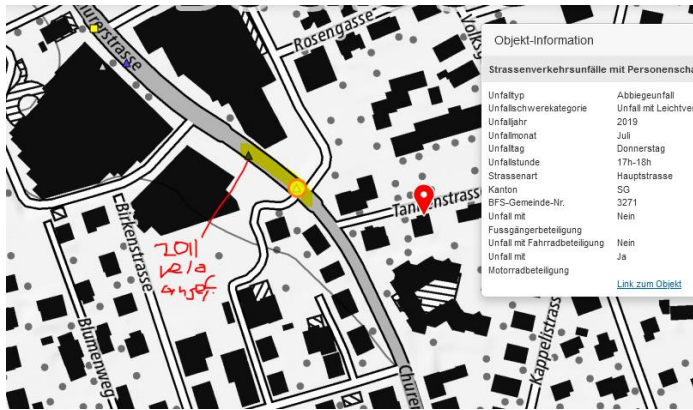 Churerstrasse
Rosengasse
Volksg
Objekt-Information
Strassenverkehrsunfälle mit Personenscha
Unfalltyp Abbiegeunfall
Unfallschwerekategorie Unfall mit Leichtver
Unfalljahr 2019
Unfallmonat Juli
Unfalltag Donnerstag
Unfallstunde 17h-18h
Strassenart Hauptstrasse
Kanton SG
BFS-Gemeinde-Nr. 3271
Unfall mit Nein
Fussgängerbeteiligung
Unfall mit Fahrradbeteiligung Nein
Unfall mit Ja
Motorradbeteiligung
Link zum Objekt
Tannenstrasse
Birkenstrasse
2011
Velo
Blumenweg
Kappelistrasse
Churer